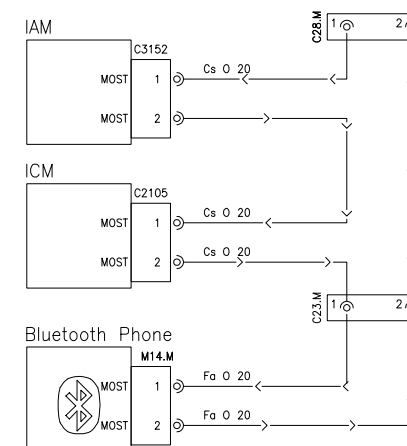 IAM
C28.M
1
2
C3152
MOST 1 Cs O 20
MOST 2
ICM
C2105
MOST 1 Cs O 20
MOST 2 Cs O 20
C23.M
1
2
Bluetooth Phone
M14.M
MOST 1 Fa O 20
MOST 2 Fa O 20